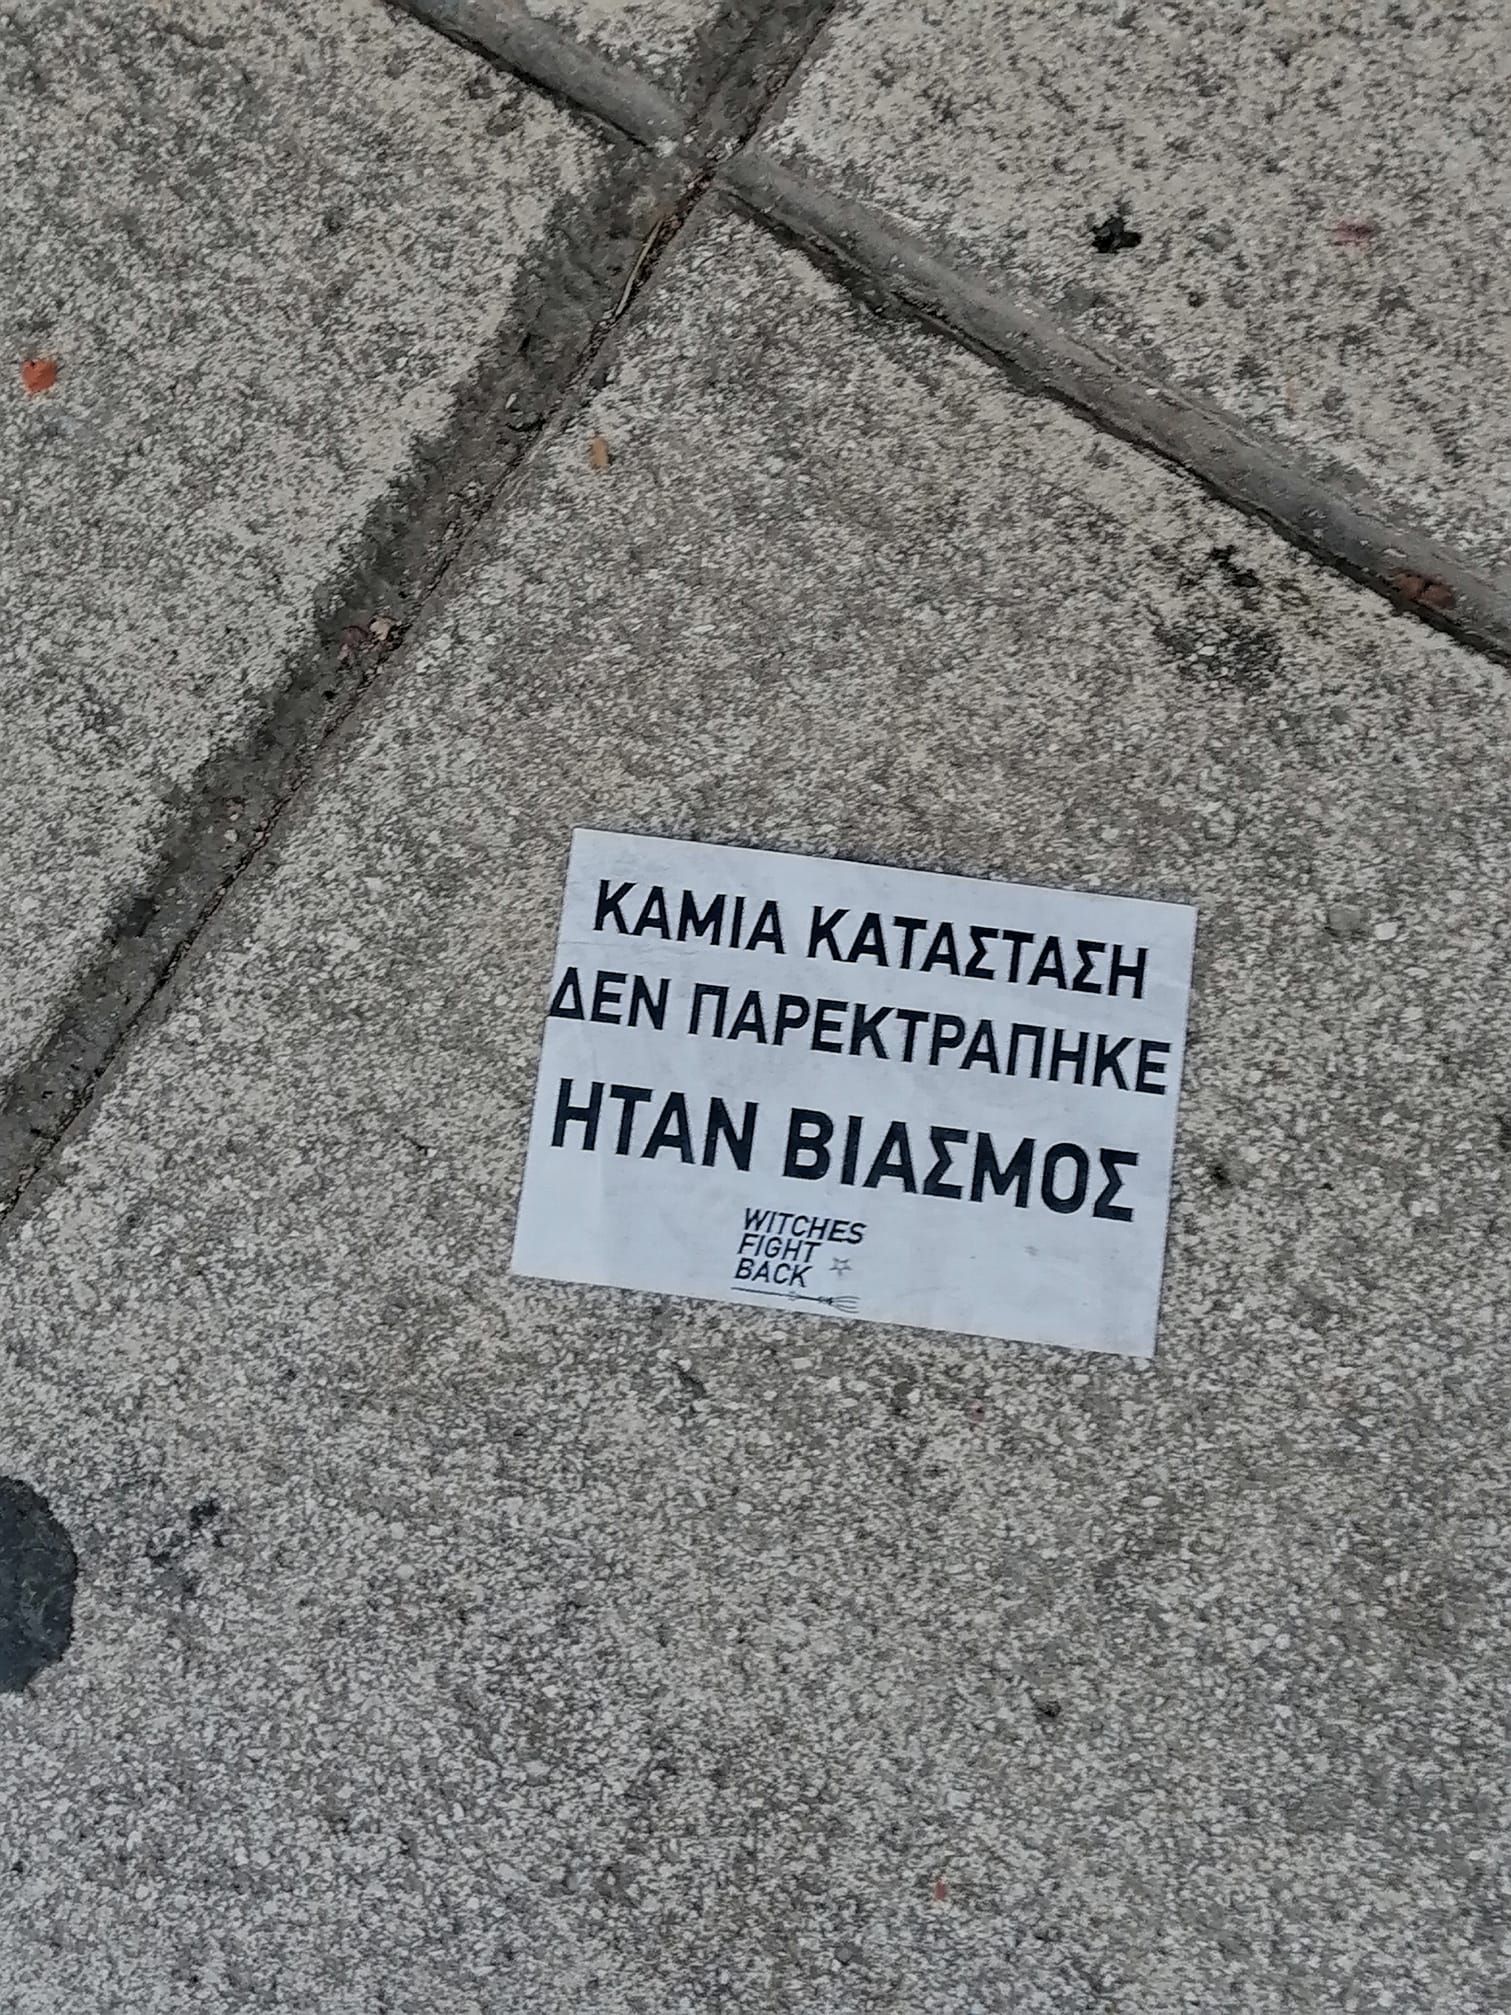 ΚΑΜΙΑ ΚΑΤΑΣΤΑΣΗ
ΔΕΝ ΠΑΡΕΚΤΡΑΠΗΚΕ
ΗΤΑΝ ΒΙΑΣΜΟΣ
WITCHES
FIGHT
BACK